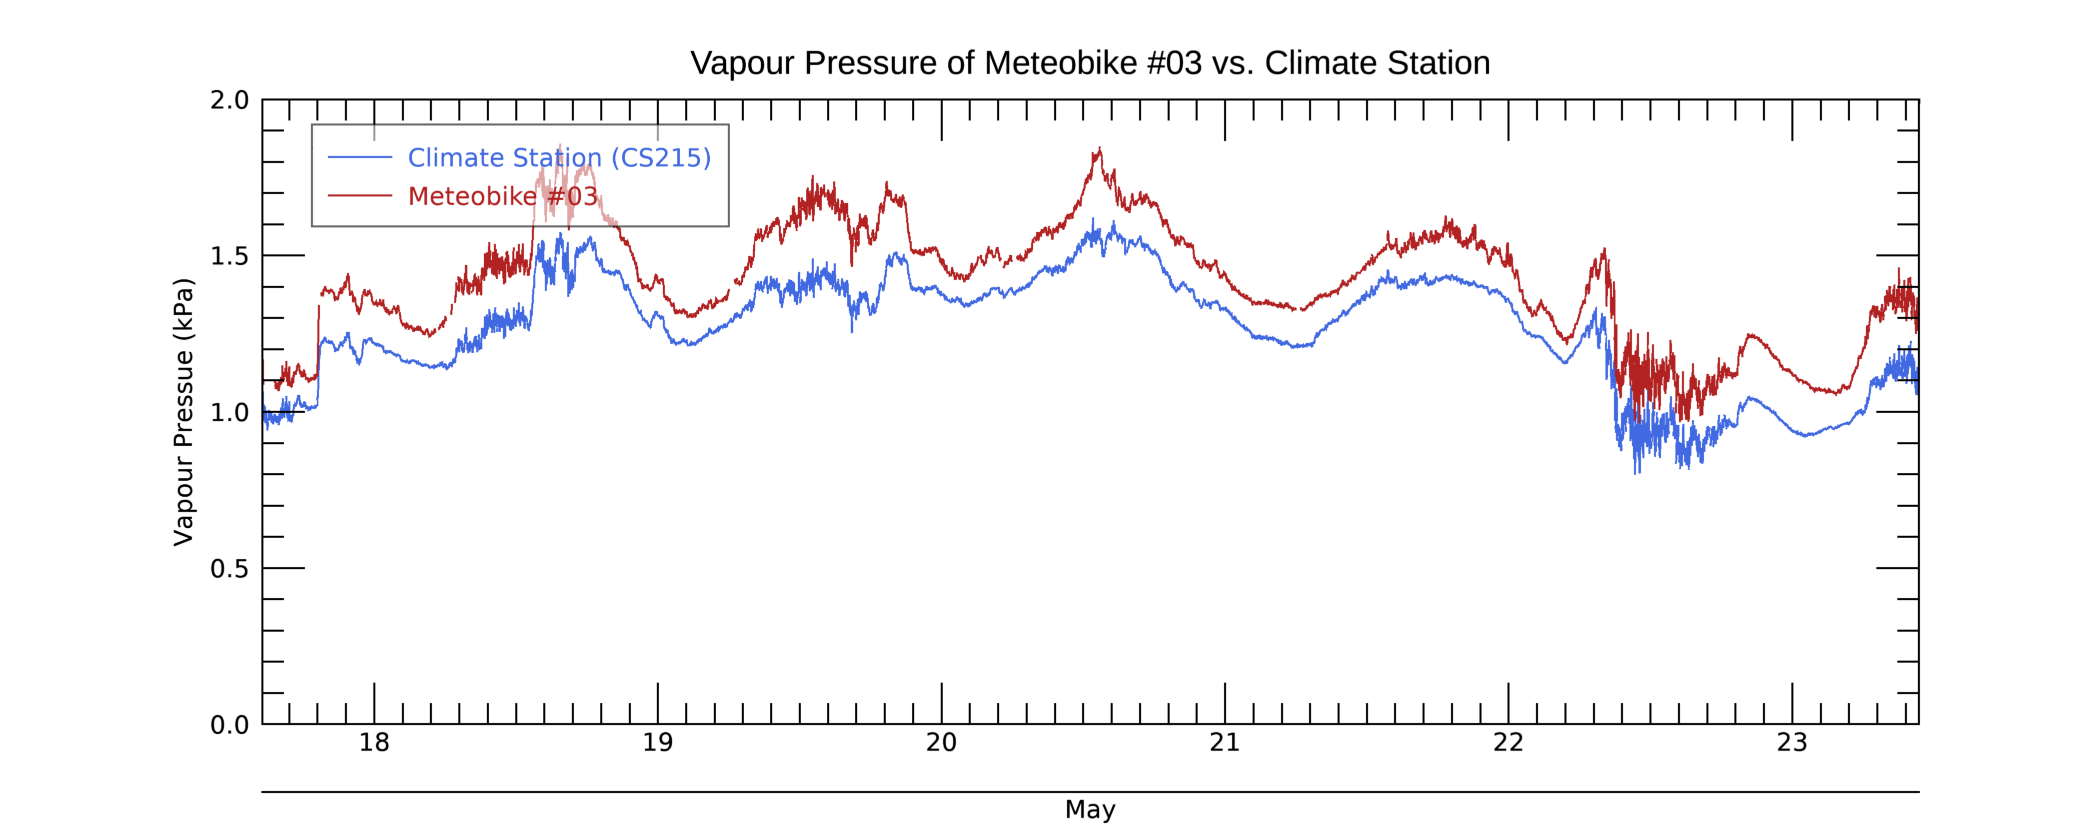 Vapour Pressure of Meteobike #03 vs. Climate Station
2.0
1.5
1.0
0.5
0.0
Vapour Pressue (kPa)
Climate Station (CS215)
Meteobike #03
18 19 20 21 22 23
May